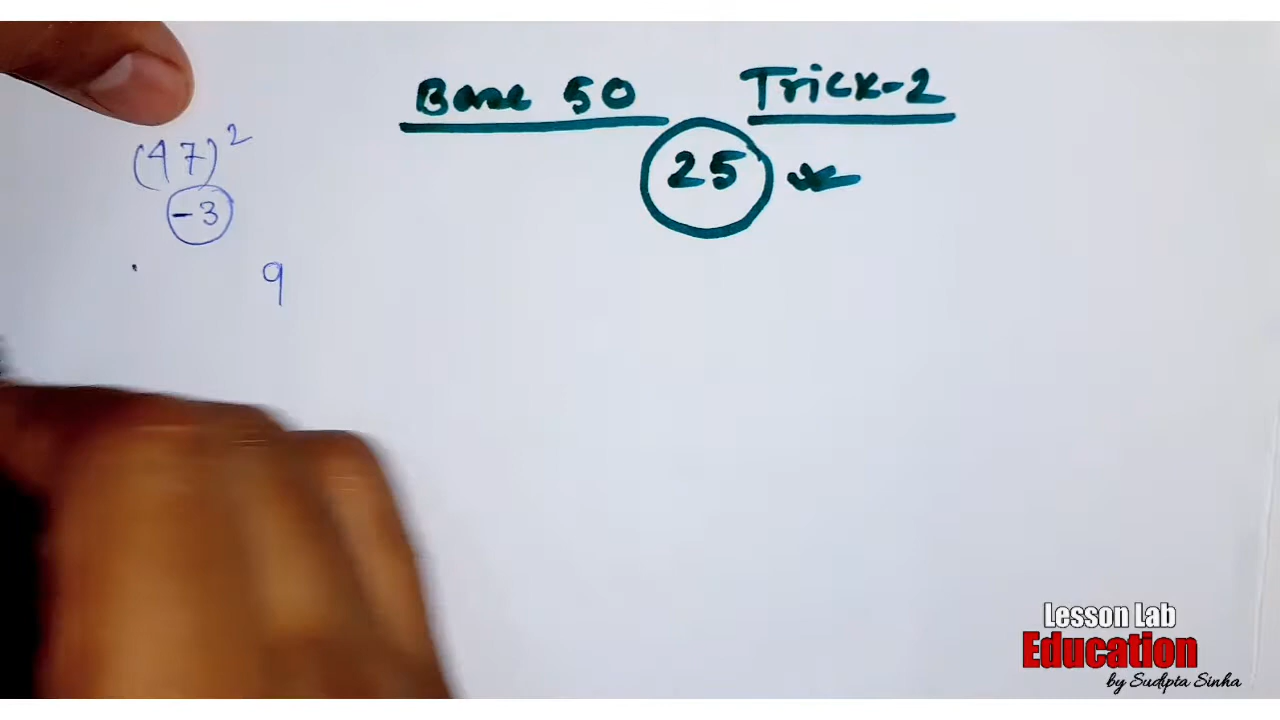 Base 50 Trick-2
25
(47)²
-3
9
Lesson Lab
Education
by Sudipta Sinha